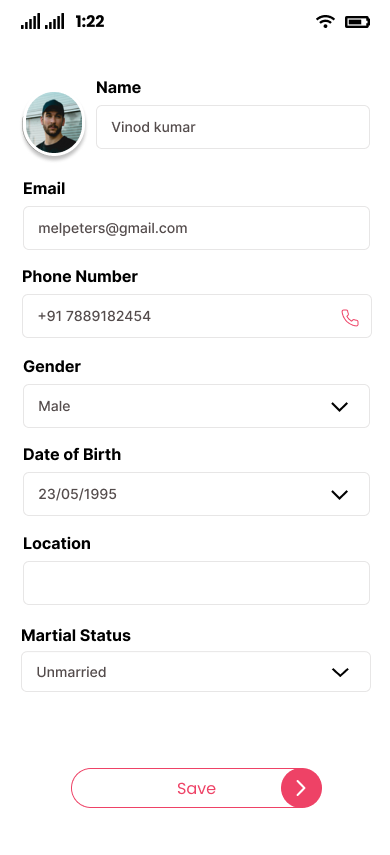 1:22
Name
Vinod kumar
Email
melpeters@gmail.com
Phone Number
+91 7889182454
Gender
Male
Date of Birth
23/05/1995
Location
Martial Status
Unmarried
Save